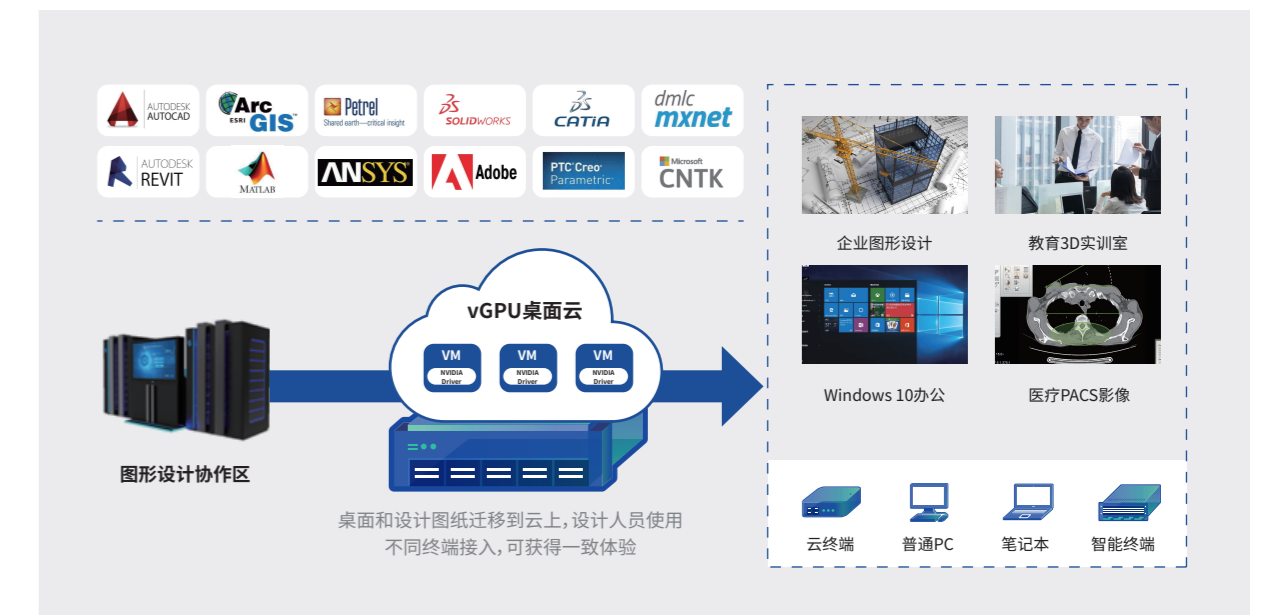 AUTODESK
AUTOCAD
Arc
ESRI GIS
Petrel
Shared earth—critical insight
SOLIDWORKS
CATIA
dmlc
mxnet
AUTODESK
REVIT
MATLAB
ANSYS
Adobe
PTC Creo
Parametric
Microsoft
CNTK
vGPU桌面云
VM
NVIDIA
Driver
VM
NVIDIA
Driver
VM
NVIDIA
Driver
图形设计协作区
桌面和设计图纸迁移到云上,设计人员使用
不同终端接入,可获得一致体验
企业图形设计
教育3D实训室
Windows 10办公
医疗PACS影像
云终端
普通PC
笔记本
智能终端